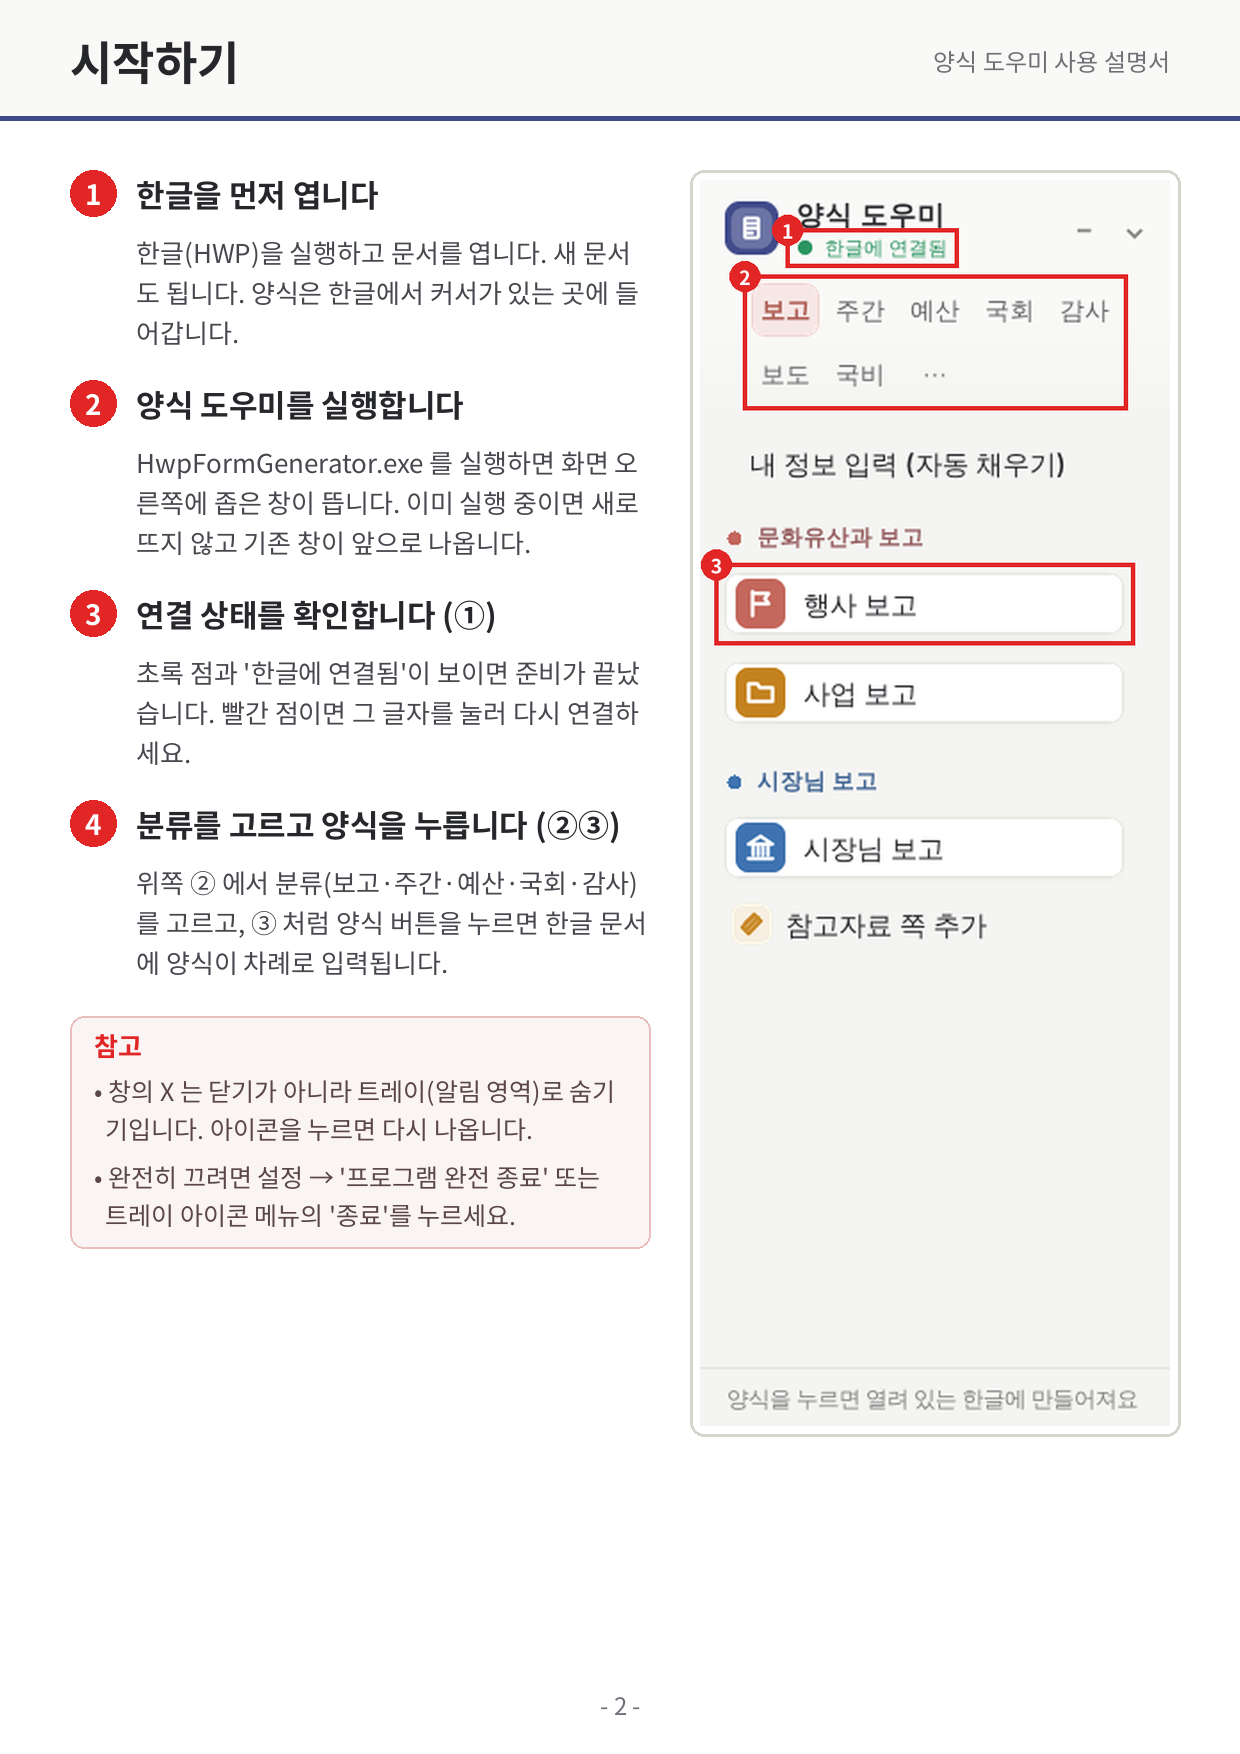 시작하기
양식 도우미 사용 설명서
1 한글을 먼저 엽니다
한글(HWP)을 실행하고 문서를 엽니다. 새 문서
도 됩니다. 양식은 한글에서 커서가 있는 곳에 들
어갑니다.
2 양식 도우미를 실행합니다
HwpFormGenerator.exe 를 실행하면 화면 오
른쪽에 좁은 창이 뜹니다. 이미 실행 중이면 새로
뜨지 않고 기존 창이 앞으로 나옵니다.
3 연결 상태를 확인합니다 (①)
초록 점과 '한글에 연결됨'이 보이면 준비가 끝났
습니다. 빨간 점이면 그 글자를 눌러 다시 연결하
세요.
4 분류를 고르고 양식을 누릅니다 (②③)
위쪽 ② 에서 분류(보고·주간·예산·국회·감사)
를 고르고, ③ 처럼 양식 버튼을 누르면 한글 문서
에 양식이 차례로 입력됩니다.
참고
• 창의 X 는 닫기가 아니라 트레이(알림 영역)로 숨기
기입니다. 아이콘을 누르면 다시 나옵니다.
• 완전히 끄려면 설정 → '프로그램 완전 종료' 또는
트레이 아이콘 메뉴의 '종료'를 누르세요.
양식 도우미
1 한글에 연결됨
2
보고 주간 예산 국회 감사
보도 국비 ···
내 정보 입력 (자동 채우기)
문화유산과 보고
3
행사 보고
사업 보고
시장님 보고
시장님 보고
참고자료 쪽 추가
양식을 누르면 열려 있는 한글에 만들어져요
- 2 -